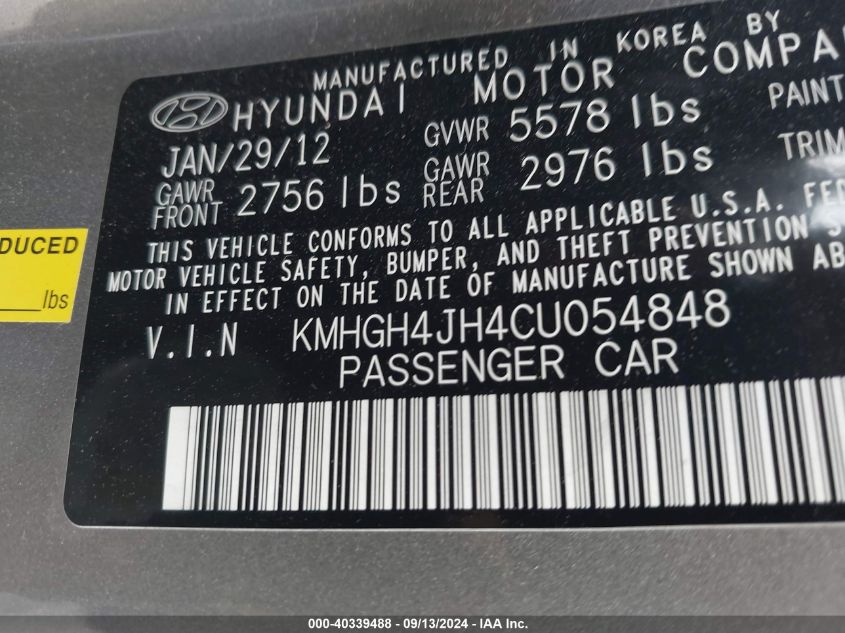 MANUFACTURED IN KOREA BY
HYUNDAI MOTOR COMPA
JAN/29/12 GVWR 5578 lbs PAINT
GAWR FRONT 2756 lbs GAWR REAR 2976 lbs TRIM
THIS VEHICLE CONFORMS TO ALL APPLICABLE U.S.A. FED
MOTOR VEHICLE SAFETY, BUMPER, AND THEFT PREVENTION S
IN EFFECT ON THE DATE OF MANUFACTURE SHOWN AB
V.I.N KMHGH4JH4CU054848
PASSENGER CAR
DUCED
lbs
000-40339488 - 09/13/2024 - IAA Inc.